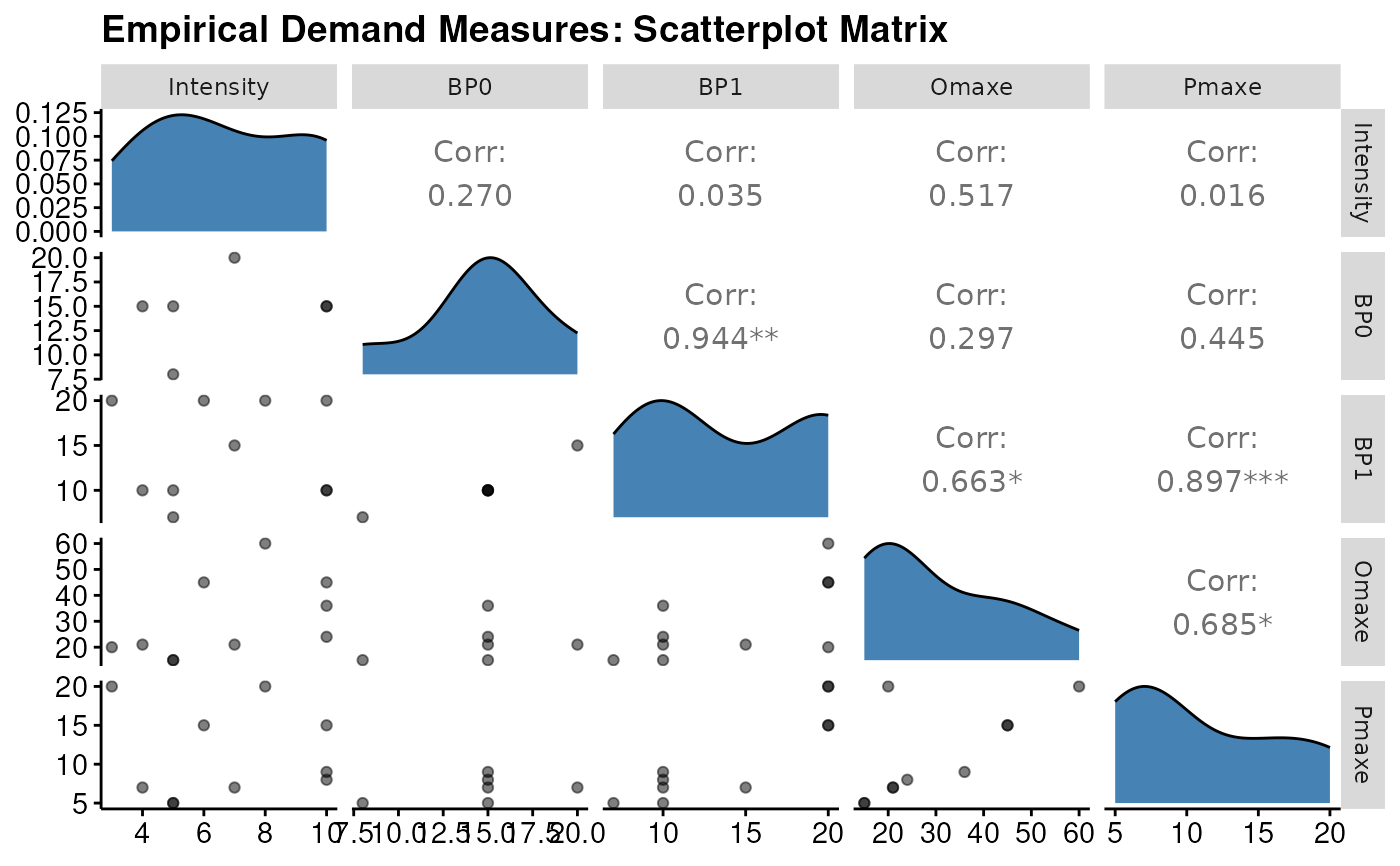 Empirical Demand Measures: Scatterplot Matrix
Intensity BP0 BP1 Omaxe Pmaxe
0.125
0.100
0.075
0.050
0.025
0.000
Corr:
0.270
Corr:
0.035
Corr:
0.517
Corr:
0.016
Intensity
20.0
17.5
15.0
12.5
10.0
7.5
Corr:
0.944**
Corr:
0.297
Corr:
0.445
BP0
20
15
10
Corr:
0.663*
Corr:
0.897***
BP1
60
50
40
30
20
Corr:
0.685*
Omaxe
20
15
10
5
Pmaxe
4 6 8 10 7.5 10.0 12.5 15.0 17.5 20.0 10 15 20 20 30 40 50 60 5 10 15 20